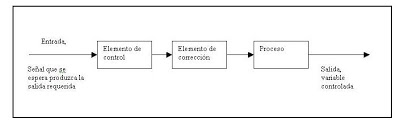 Entrada,
Elemento de
control
Elemento de
corrección
Proceso
Señal que se
espera produzca la
salida requerida
Salida,
variable
controlada